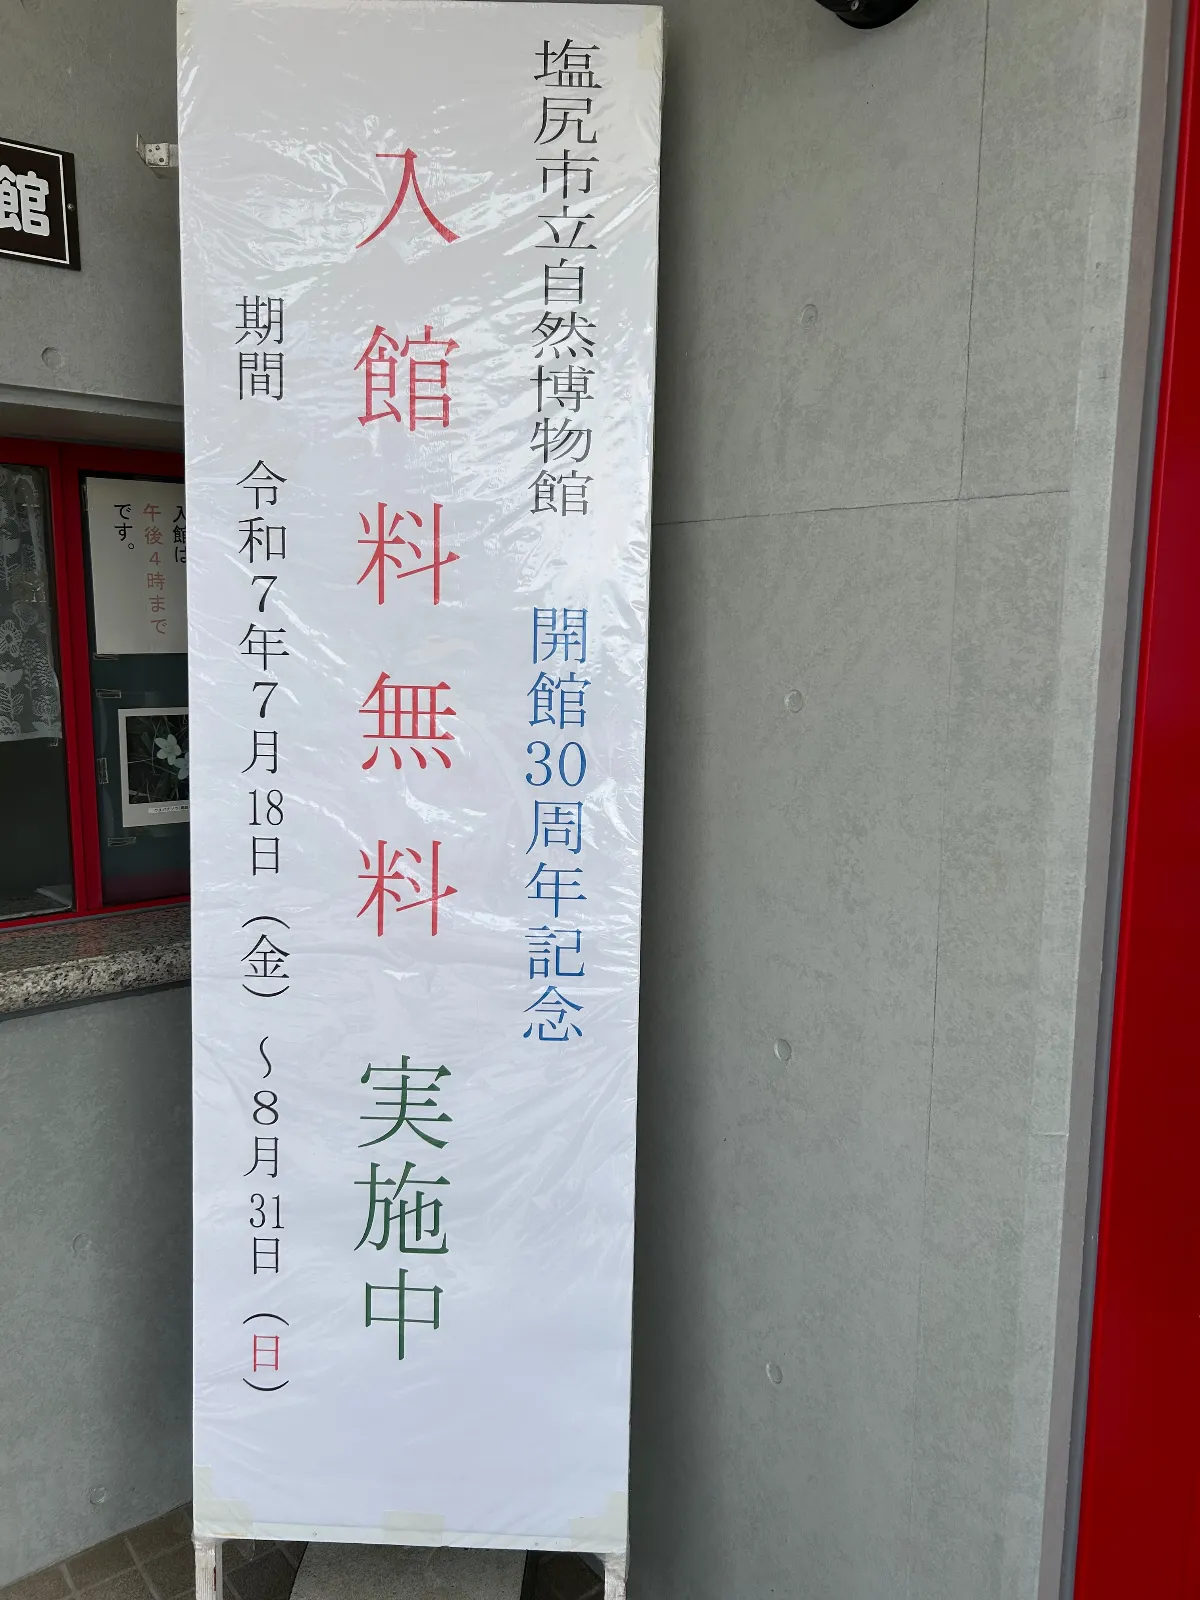 塩尻市立自然博物館 開館30周年記念
入館料無料 実施中
期間 令和7年7月18日(金)~8月31日(日)
館
入館は
午後4時まで
です。